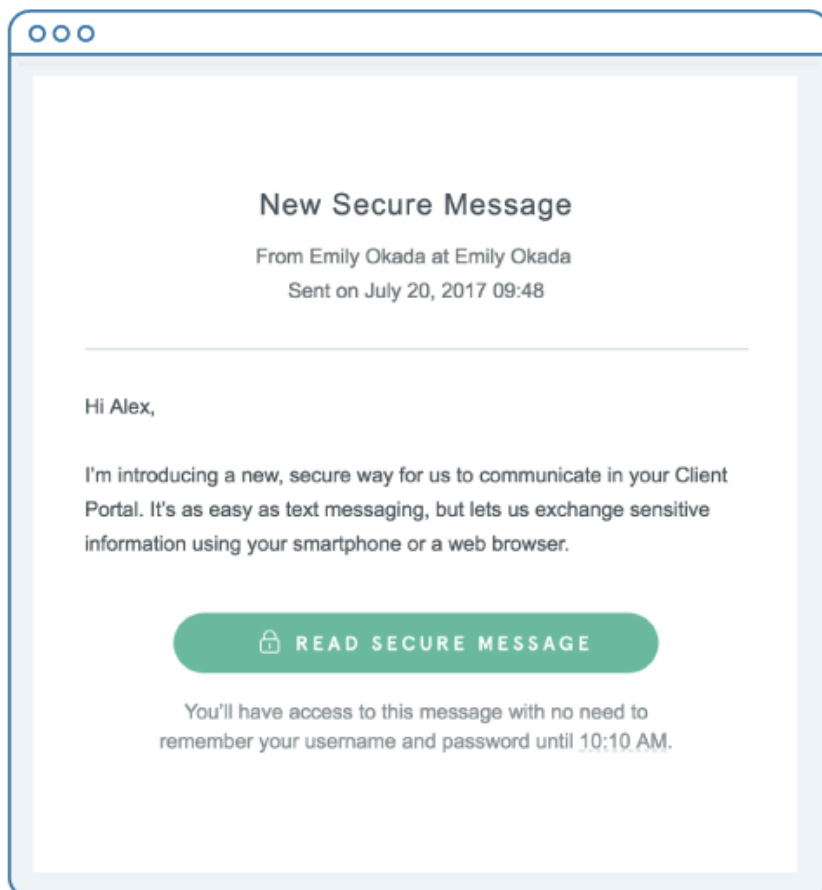 New Secure Message
From Emily Okada at Emily Okada
Sent on July 20, 2017 09:48
Hi Alex,
I'm introducing a new, secure way for us to communicate in your Client
Portal. It's as easy as text messaging, but lets us exchange sensitive
information using your smartphone or a web browser.
READ SECURE MESSAGE
You'll have access to this message with no need to
remember your username and password until 10:10 AM.